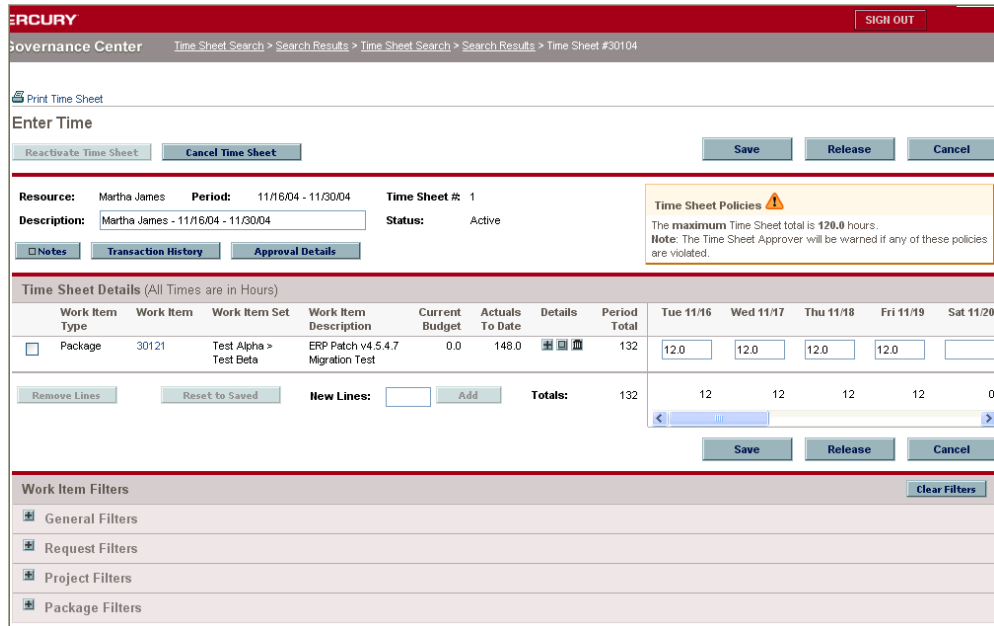 ERCURY
SIGN OUT
Governance Center Time Sheet Search > Search Results > Time Sheet Search > Search Results > Time Sheet #30104
Print Time Sheet
Enter Time
Reactivate Time Sheet Cancel Time Sheet Save Release Cancel
Resource: Martha James Period: 11/16/04 - 11/30/04 Time Sheet #: 1
Description: Martha James - 11/16/04 - 11/30/04 Status: Active
Notes Transaction History Approval Details
Time Sheet Policies
The maximum Time Sheet total is 120.0 hours.
Note: The Time Sheet Approver will be warned if any of these policies
are violated.
Time Sheet Details (All Times are in Hours)
Work Item Type Work Item Work Item Set Work Item Description Current Budget Actuals To Date Details Period Total Tue 11/16 Wed 11/17 Thu 11/18 Fri 11/19 Sat 11/20
Package 30121 Test Alpha > Test Beta ERP Patch v4.5.4.7 Migration Test 0.0 148.0 132 12.0 12.0 12.0 12.0
Remove Lines Reset to Saved New Lines: Add Totals: 132 12 12 12 12 0
Save Release Cancel
Work Item Filters Clear Filters
General Filters
Request Filters
Project Filters
Package Filters